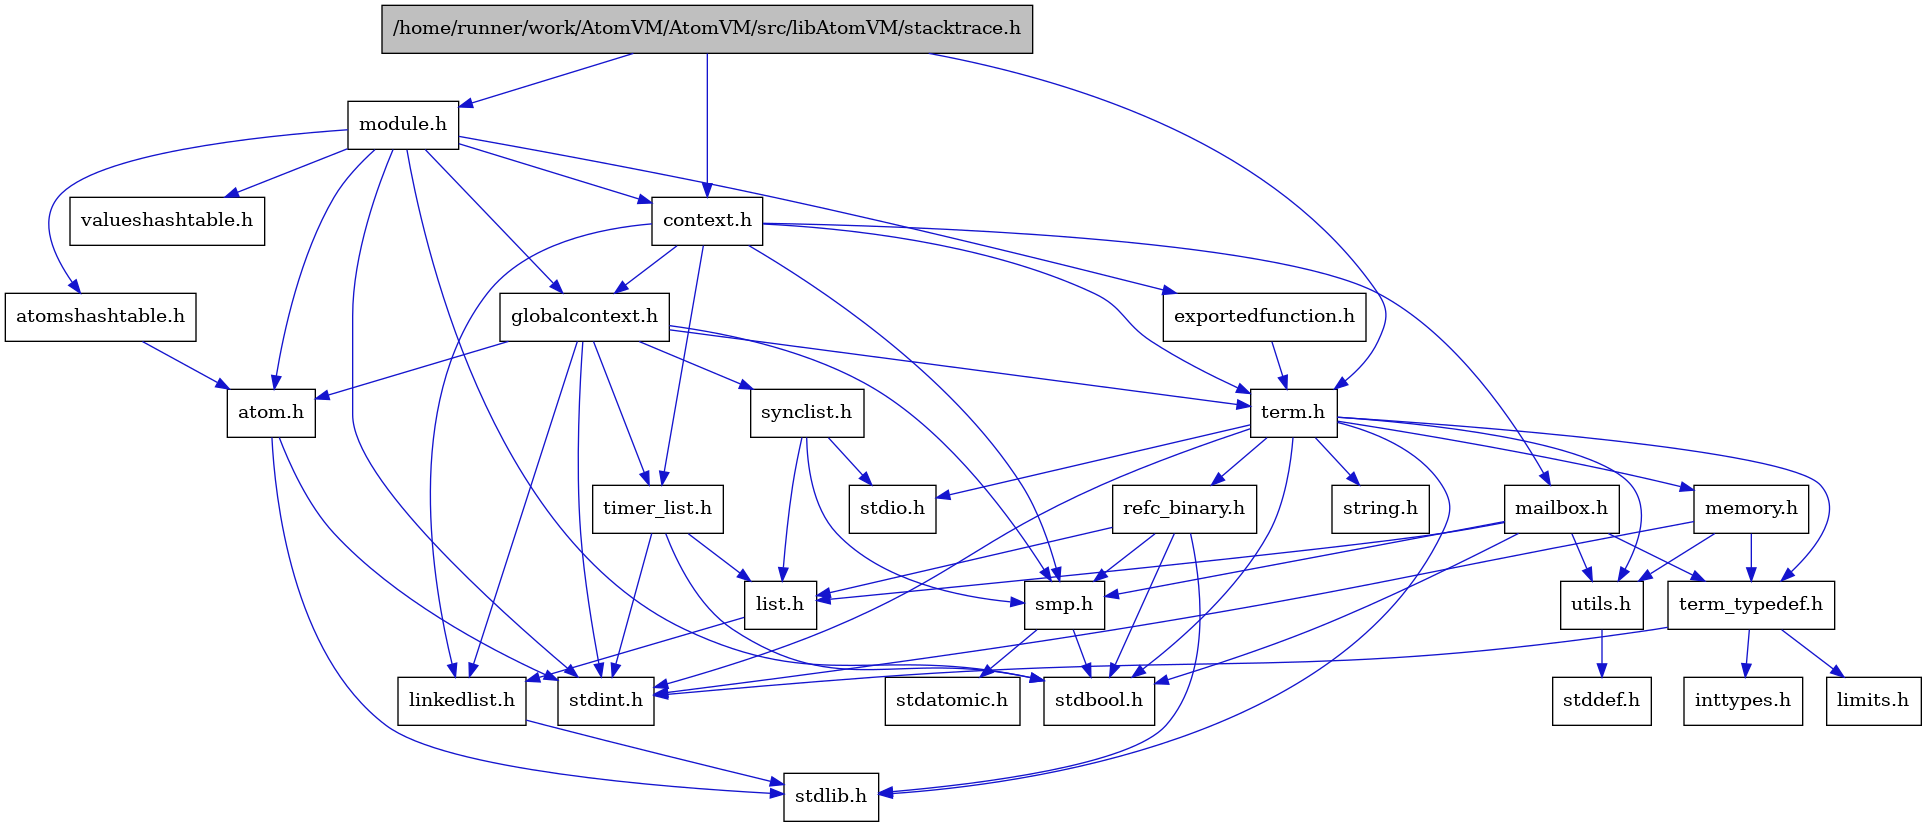 /home/runner/work/AtomVM/AtomVM/src/libAtomVM/stacktrace.h
module.h
valueshashtable.h
context.h
atomshashtable.h
globalcontext.h
exportedfunction.h
atom.h
synclist.h
term.h
timer_list.h
stdio.h
refc_binary.h
string.h
mailbox.h
memory.h
list.h
smp.h
utils.h
term_typedef.h
linkedlist.h
stdint.h
stdatomic.h
stdbool.h
stddef.h
inttypes.h
limits.h
stdlib.h